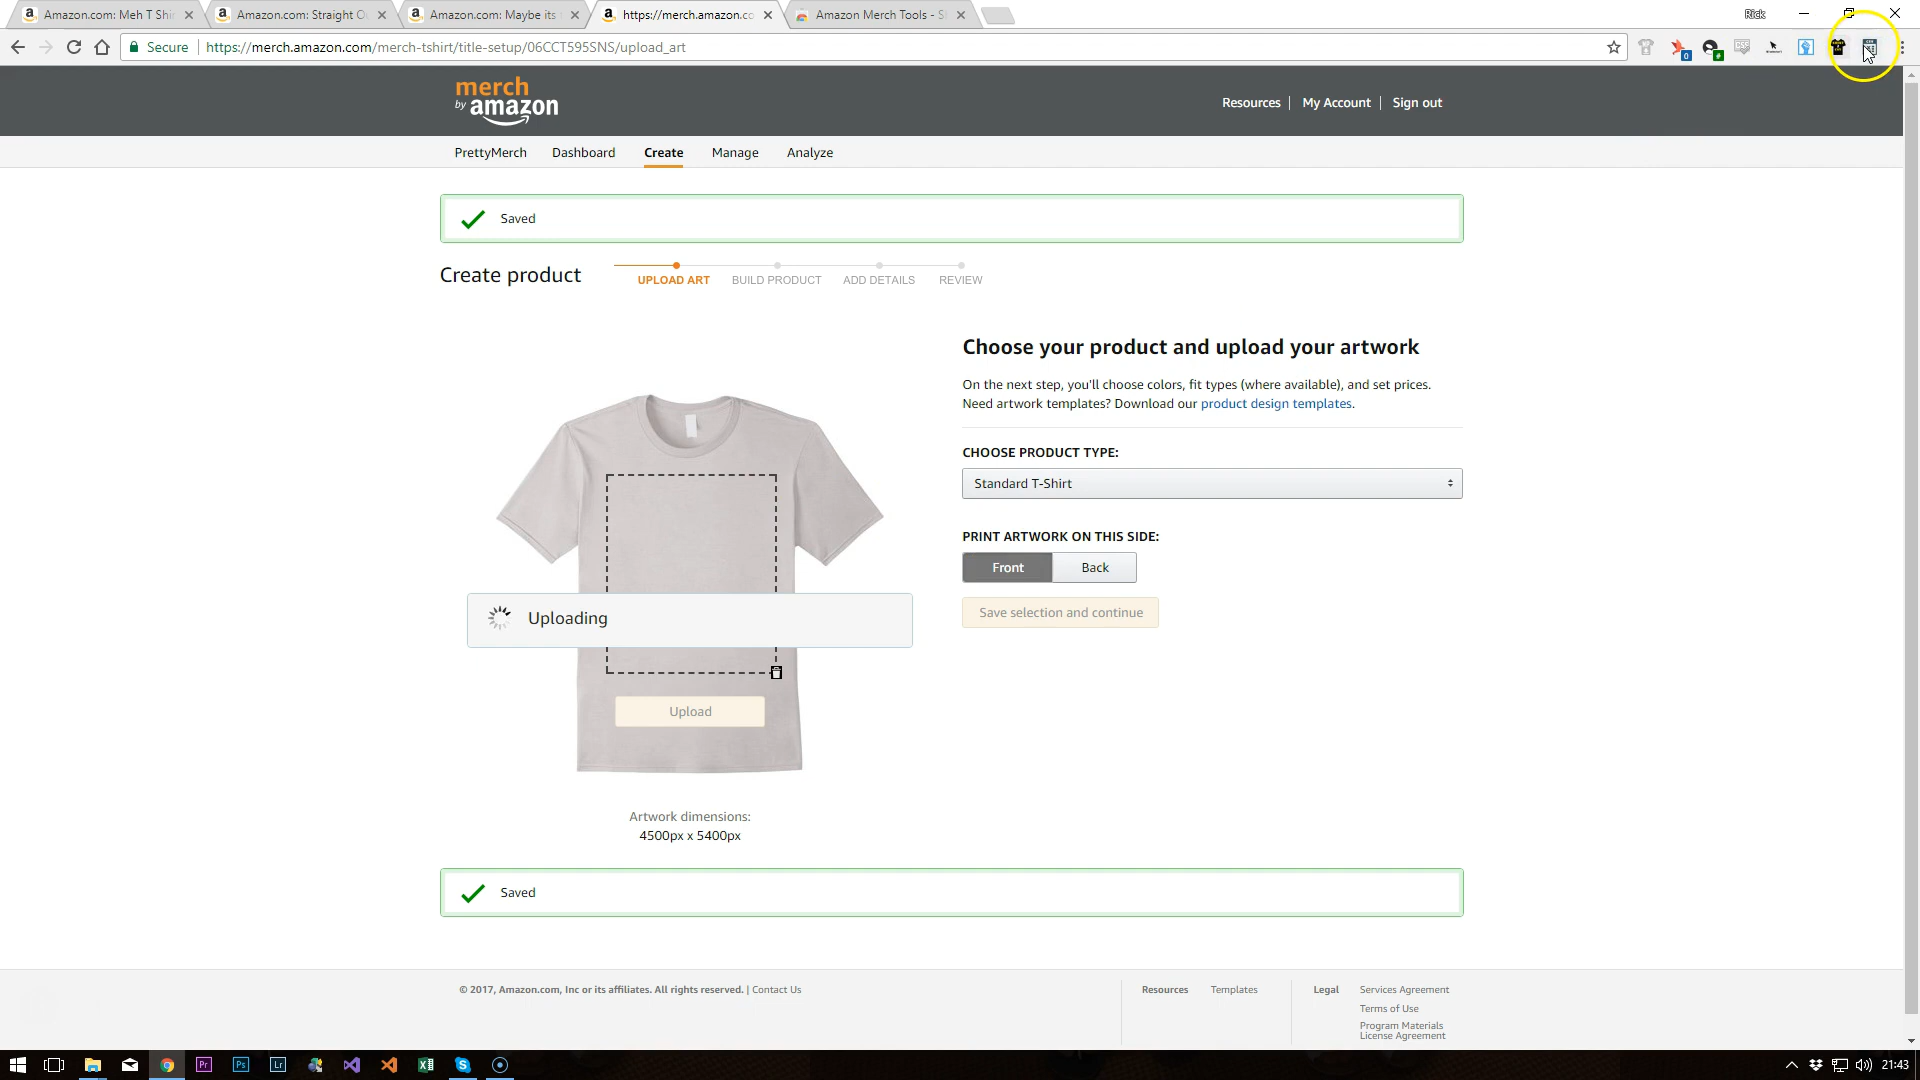 Amazon.com: Meh T Shi
Amazon.com: Straight O
Amazon.com: Maybe its
https://merch.amazon.co
Amazon Merch Tools - S
Rick
Secure
https://merch.amazon.com/merch-tshirt/title-setup/06CCT595SNS/upload_art
0
merch
by amazon
Resources
My Account
Sign out
PrettyMerch
Dashboard
Create
Manage
Analyze
Saved
Create product
UPLOAD ART
BUILD PRODUCT
ADD DETAILS
REVIEW
Choose your product and upload your artwork
On the next step, you'll choose colors, fit types (where available), and set prices.
Need artwork templates? Download our product design templates.
CHOOSE PRODUCT TYPE:
Standard T-Shirt
PRINT ARTWORK ON THIS SIDE:
Front
Back
Save selection and continue
Uploading
Upload
Artwork dimensions:
4500px x 5400px
Saved
© 2017, Amazon.com, Inc or its affiliates. All rights reserved. | Contact Us
Resources
Templates
Legal
Services Agreement
Terms of Use
Program Materials
License Agreement
Pr
Ps
Lr
21:43